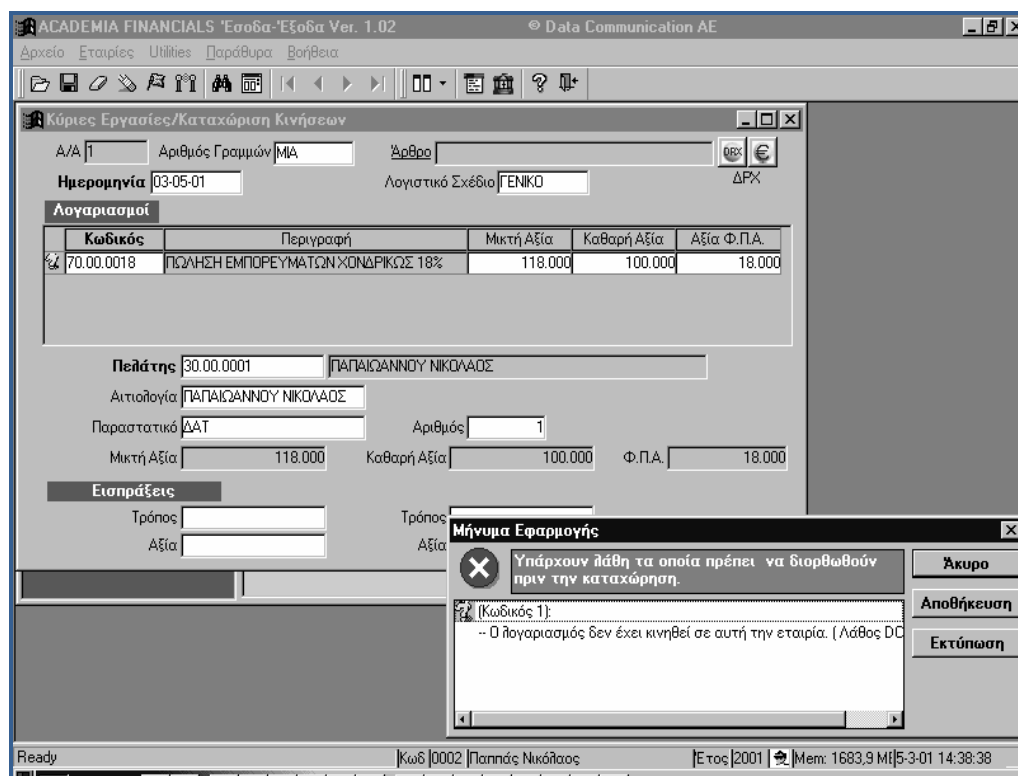 ACADEMIA FINANCIALS Έσοδα-Έξοδα Ver. 1.02 © Data Communication AE
Αρχείο Εταιρίες Utilities Παράθυρα Βοήθεια
Κύριες Εργασίες/Καταχώριση Κινήσεων
Α/Α 1 Αριθμός Γραμμών ΜΙΑ Άρθρο DRX €
Ημερομηνία 03-05-01 Λογιστικό Σχέδιο ΓΕΝΙΚΟ ΔΡΧ
Λογαριασμοί
Κωδικός Περιγραφή Μικτή Αξία Καθαρή Αξία Αξία Φ.Π.Α.
70.00.0018 ΠΩΛΗΣΗ ΕΜΠΟΡΕΥΜΑΤΩΝ ΧΟΝΔΡΙΚΩΣ 18% 118.000 100.000 18.000
Πελάτης 30.00.0001 ΠΑΠΑΙΩΑΝΝΟΥ ΝΙΚΟΛΑΟΣ
Αιτιολογία ΠΑΠΑΙΩΑΝΝΟΥ ΝΙΚΟΛΑΟΣ
Παραστατικό ΔΑΤ Αριθμός 1
Μικτή Αξία 118.000 Καθαρή Αξία 100.000 Φ.Π.Α. 18.000
Εισπράξεις
Τρόπος Τρόπος
Αξία Αξία
Μήνυμα Εφαρμογής
Υπάρχουν λάθη τα οποία πρέπει να διορθωθούν
πριν την καταχώρηση.
Άκυρο
Αποθήκευση
Εκτύπωση
(Κωδικός 1):
-- Ο λογαριασμός δεν έχει κινηθεί σε αυτή την εταιρία. ( Λάθος DC
Ready Κωδ 0002 Παππάς Νικόλαος Έτος 2001 Mem: 1683,9 ΜΕ 5-3-01 14:38:38